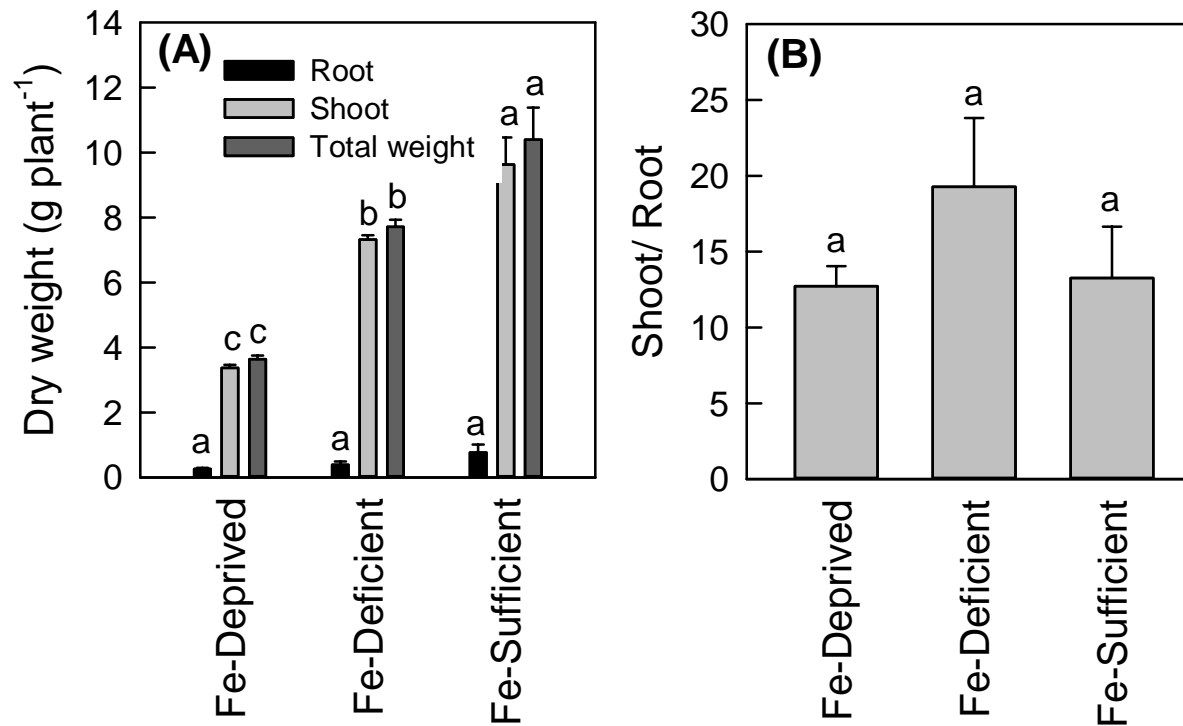 (A)
Dry weight (g plant⁻¹)
14
12
10
8
6
4
2
0
Root
Shoot
Total weight
a
c
c
a
b
b
a
a
a
Fe-Deprived
Fe-Deficient
Fe-Sufficient
(B)
Shoot/ Root
30
25
20
15
10
5
0
a
a
a
Fe-Deprived
Fe-Deficient
Fe-Sufficient